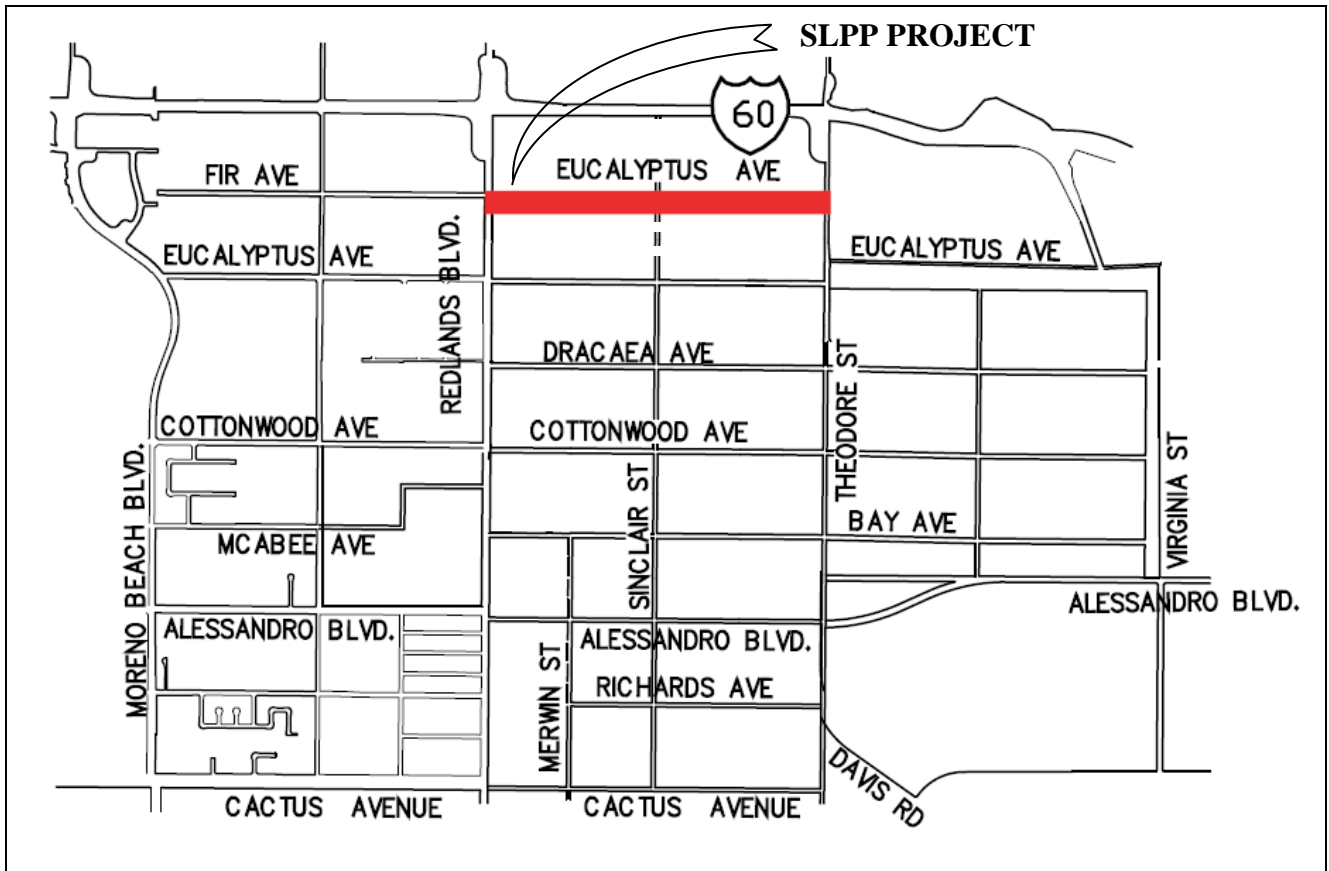 SLPP PROJECT
60
FIR AVE
EUCALYPTUS AVE
EUCALYPTUS AVE
EUCALYPTUS AVE
REDLANDS BLVD.
DRACAEA AVE
THEODORE ST
COTTONWOOD AVE
COTTONWOOD AVE
MORENO BEACH BLVD.
SINCLAIR ST
VIRGINIA ST
BAY AVE
MCABEE AVE
ALESSANDRO BLVD.
ALESSANDRO BLVD.
ALESSANDRO BLVD.
MERWIN ST
RICHARDS AVE
DAVIS RD
CACTUS AVENUE
CACTUS AVENUE